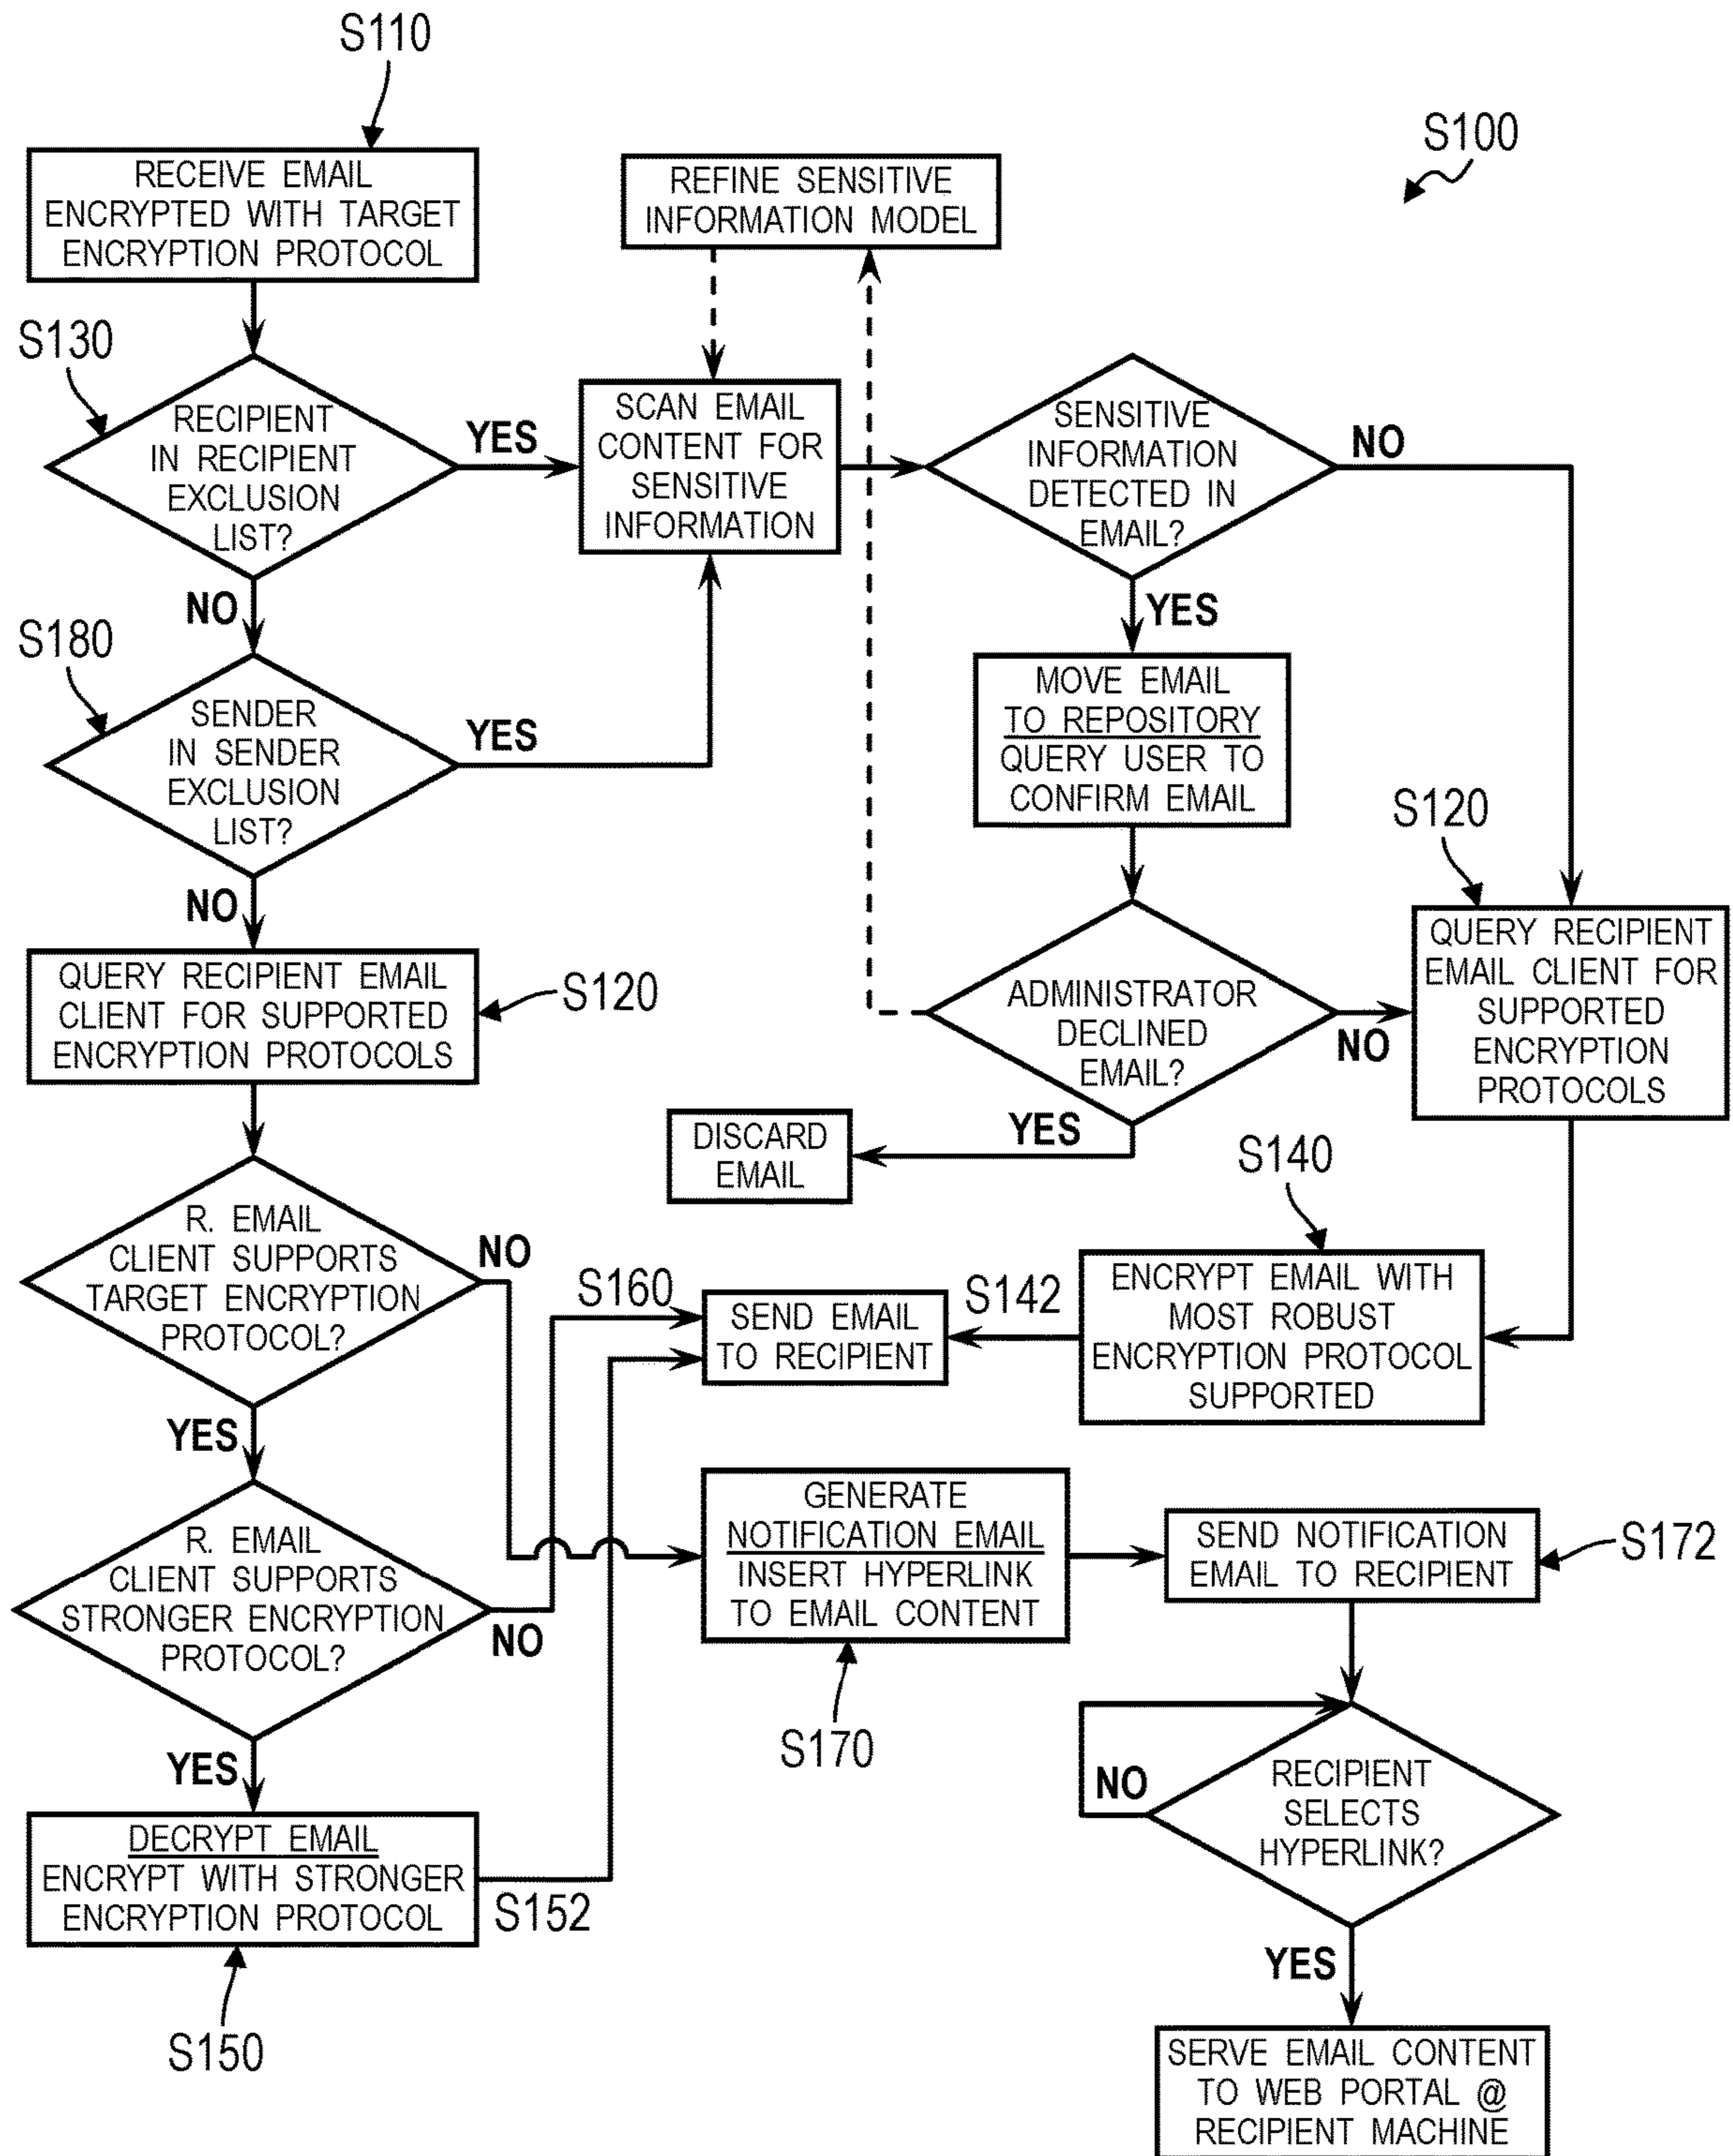 S110
S100
RECEIVE EMAIL
ENCRYPTED WITH TARGET
ENCRYPTION PROTOCOL
REFINE SENSITIVE
INFORMATION MODEL
S130
RECIPIENT
IN RECIPIENT
EXCLUSION
LIST?
YES
NO
SCAN EMAIL
CONTENT FOR
SENSITIVE
INFORMATION
SENSITIVE
INFORMATION
DETECTED IN
EMAIL?
NO
YES
S180
SENDER
IN SENDER
EXCLUSION
LIST?
YES
NO
MOVE EMAIL
TO REPOSITORY
QUERY USER TO
CONFIRM EMAIL
S120
QUERY RECIPIENT
EMAIL CLIENT FOR
SUPPORTED
ENCRYPTION
PROTOCOLS
QUERY RECIPIENT EMAIL
CLIENT FOR SUPPORTED
ENCRYPTION PROTOCOLS
S120
ADMINISTRATOR
DECLINED
EMAIL?
NO
YES
DISCARD
EMAIL
S140
R. EMAIL
CLIENT SUPPORTS
TARGET ENCRYPTION
PROTOCOL?
NO
YES
S160
SEND EMAIL
TO RECIPIENT
S142
ENCRYPT EMAIL WITH
MOST ROBUST
ENCRYPTION PROTOCOL
SUPPORTED
R. EMAIL
CLIENT SUPPORTS
STRONGER ENCRYPTION
PROTOCOL?
NO
YES
GENERATE
NOTIFICATION EMAIL
INSERT HYPERLINK
TO EMAIL CONTENT
S170
SEND NOTIFICATION
EMAIL TO RECIPIENT
S172
RECIPIENT
SELECTS
HYPERLINK?
NO
YES
DECRYPT EMAIL
ENCRYPT WITH STRONGER
ENCRYPTION PROTOCOL
S152
S150
SERVE EMAIL CONTENT
TO WEB PORTAL @
RECIPIENT MACHINE